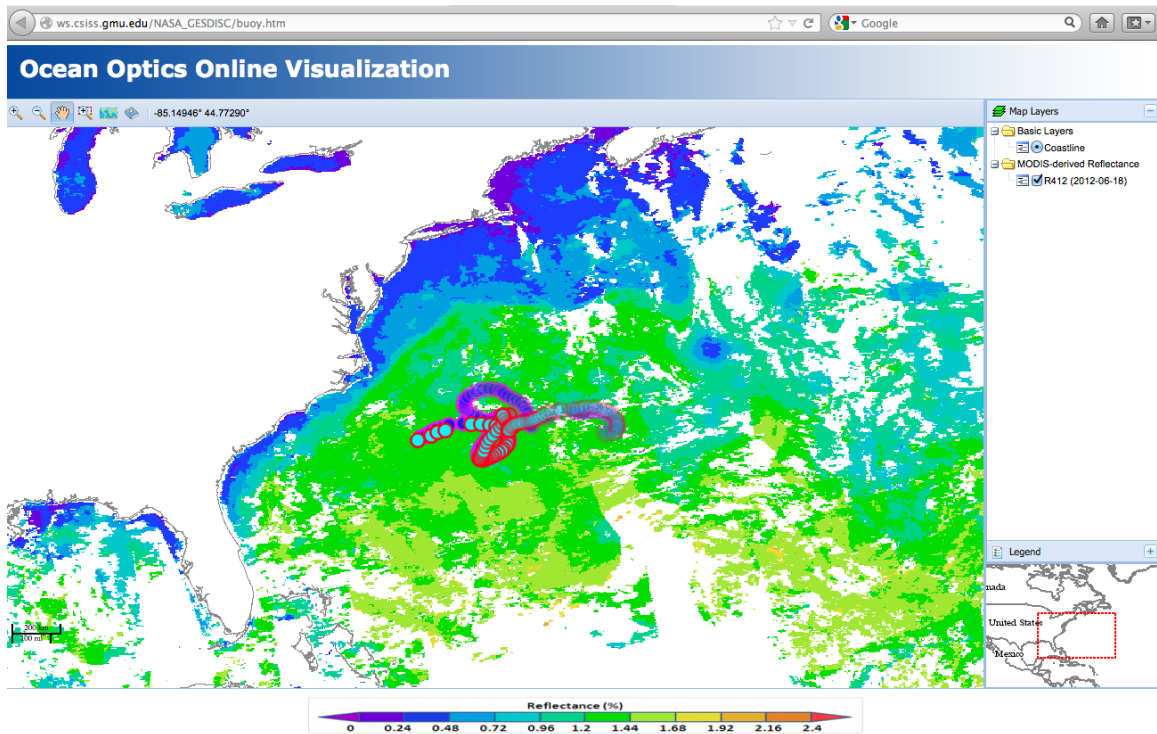 ws.csiss.gmu.edu/NASA_GESDISC/buoy.htm
Google
Ocean Optics Online Visualization
-85.14946° 44.77290°
Map Layers
Basic Layers
Coastline
MODIS-derived Reflectance
R412 (2012-06-18)
Legend
nada
United States
Mexico
100 mi
Reflectance (%)
0 0.24 0.48 0.72 0.96 1.2 1.44 1.68 1.92 2.16 2.4